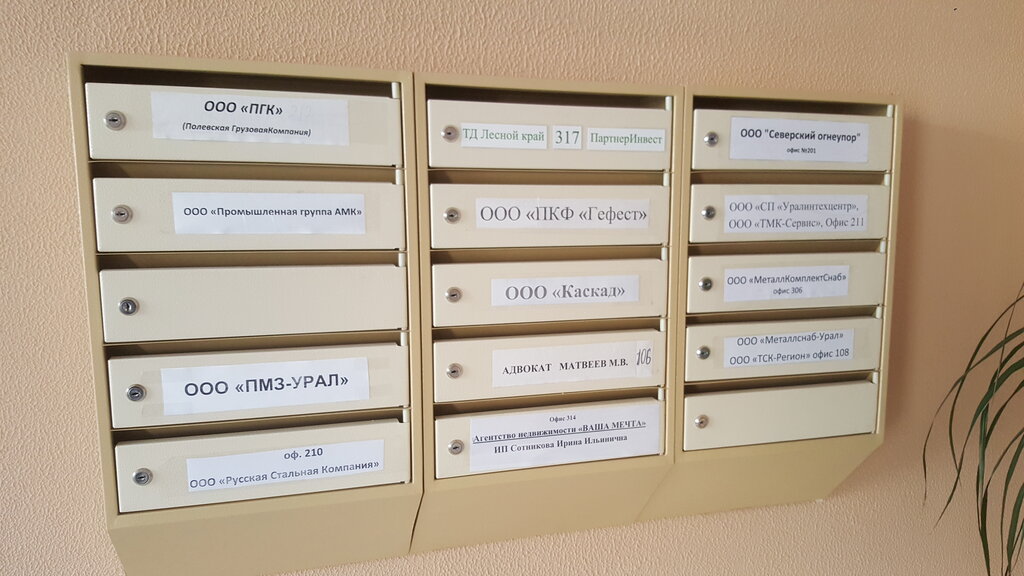 ООО «ПГК»
(Полевская ГрузоваяКомпания)
ООО «Промышленная группа АМК»
ООО «ПМЗ-УРАЛ»
оф. 210
ООО «Русская Стальная Компания»
ТД Лесной край 317 ПартнерИнвест
ООО «ПКФ «Гефест»
ООО «Каскад»
АДВОКАТ МАТВЕЕВ М.В. 106
Офис 314
Агентство недвижимости «ВАША МЕЧТА»
ИП Сотникова Ирина Ильинична
ООО "Северский огнеупор"
офис №201
ООО «СП «Уралинтехцентр»,
ООО «ТМК-Сервис», Офис 211
ООО «МеталлКомплектСнаб»
офис 306
ООО «Металлснаб-Урал»
ООО «ТСК-Регион» офис 108